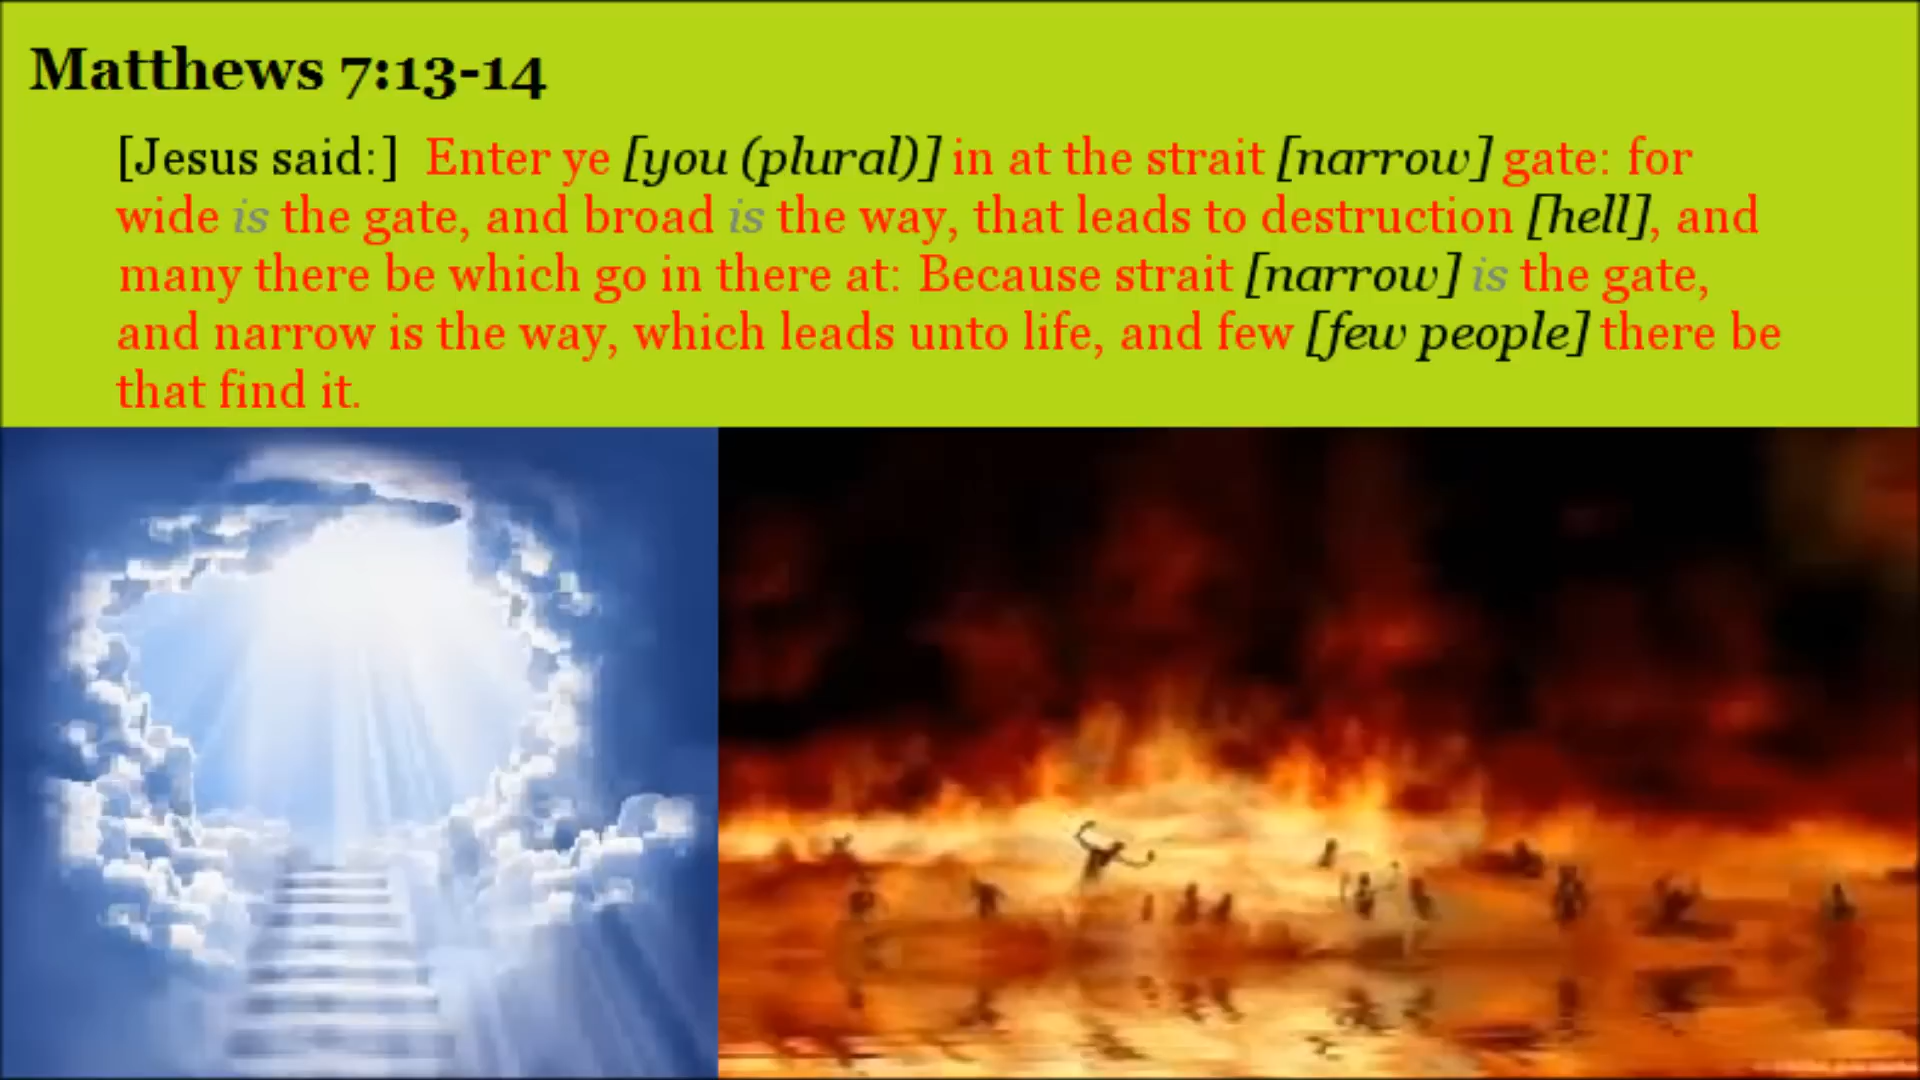 Matthews 7:13-14
[Jesus said:] Enter ye [you (plural)] in at the strait [narrow] gate: for
wide is the gate, and broad is the way, that leads to destruction [hell], and
many there be which go in there at: Because strait [narrow] is the gate,
and narrow is the way, which leads unto life, and few [few people] there be
that find it.